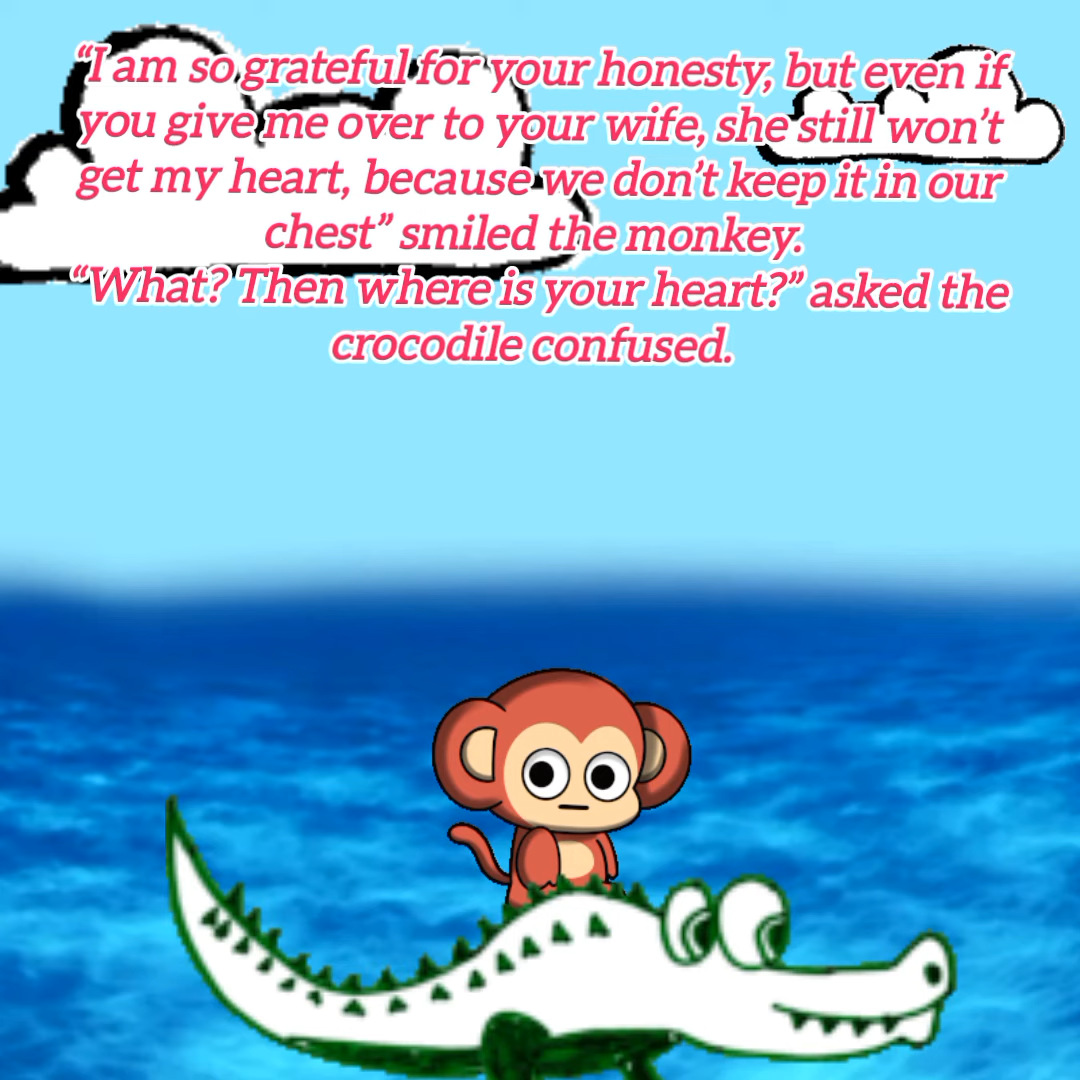 “I am so grateful for your honesty, but even if
you give me over to your wife, she still won’t
get my heart, because we don’t keep it in our
chest” smiled the monkey.
“What? Then where is your heart?” asked the
crocodile confused.